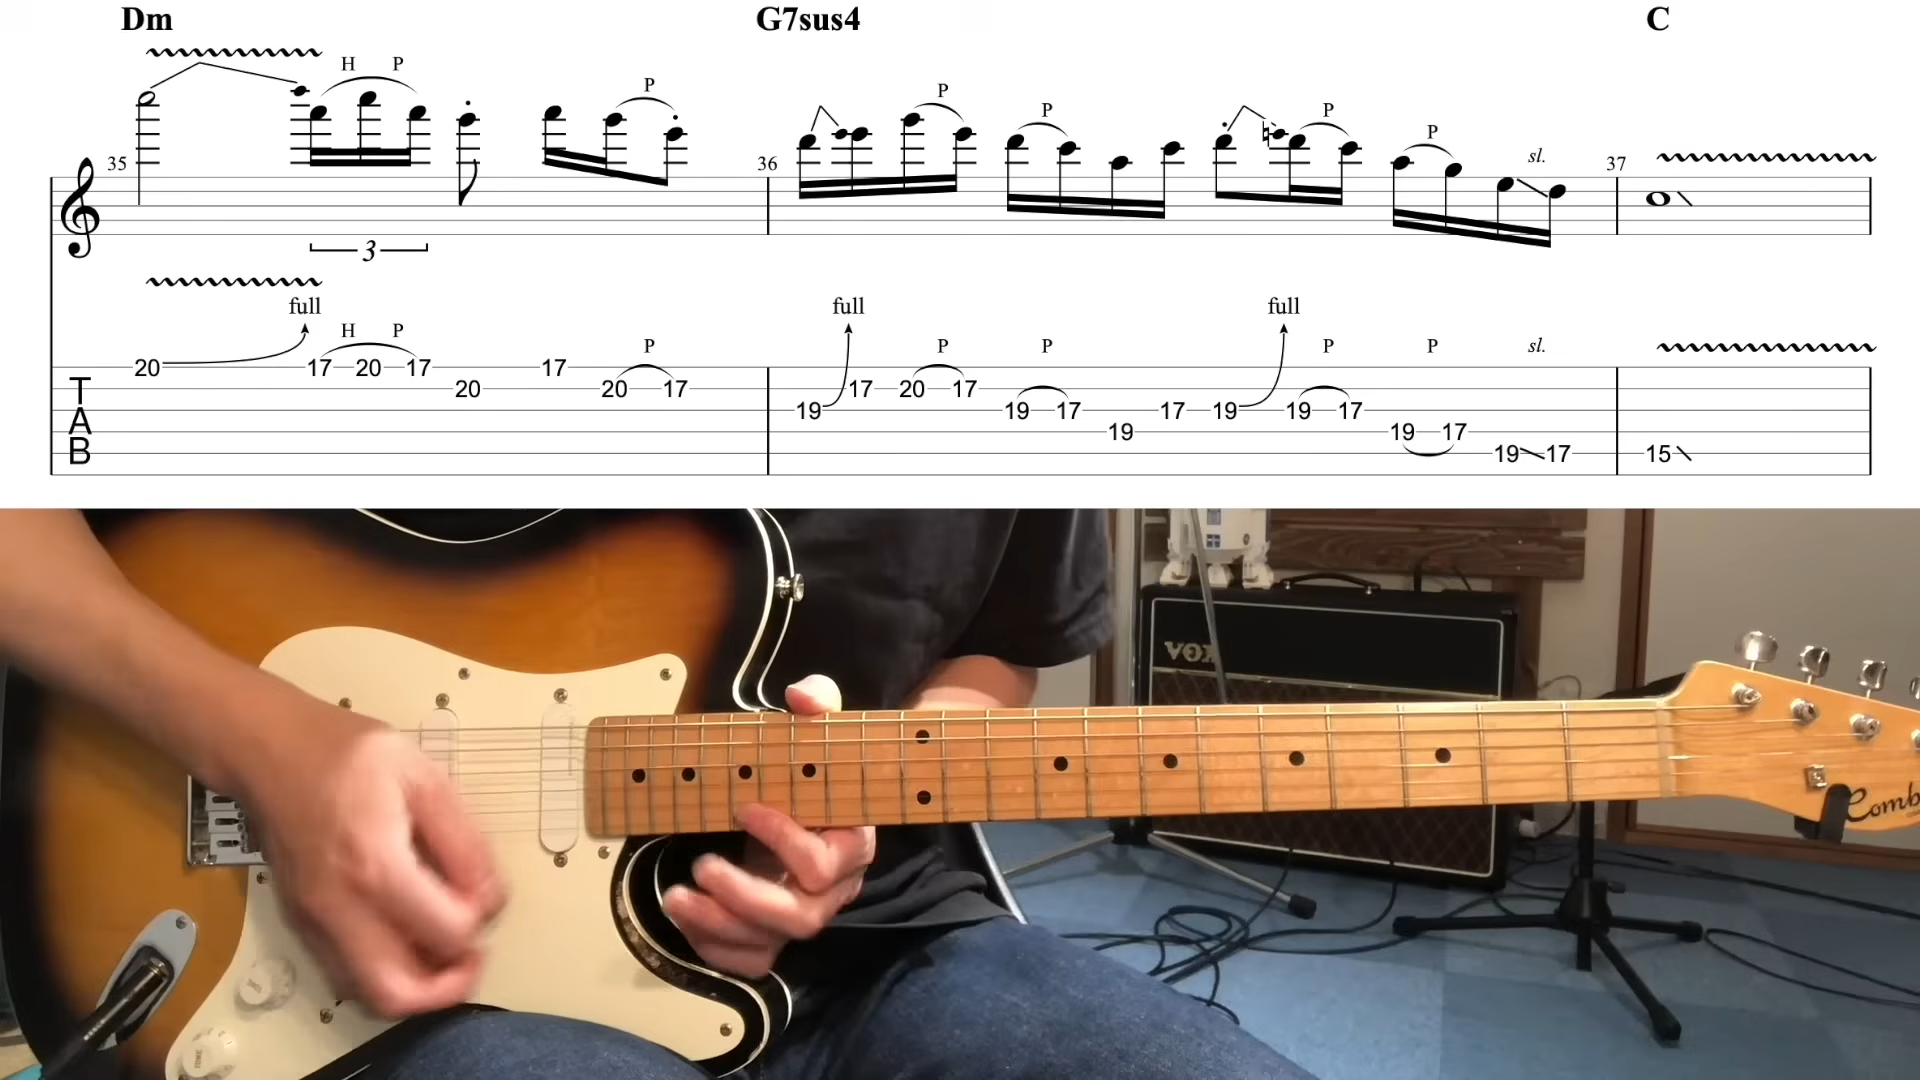 Dm G7sus4 C
H P P P P P P sl.
35 36 37
3
full full full
H P P P P P P sl.
20 17 20 17 17
20 20 17 17 20 17
19 19 17 17 19 19 17
19 19 17
19 17 15
T
A
B
VOX
TONE